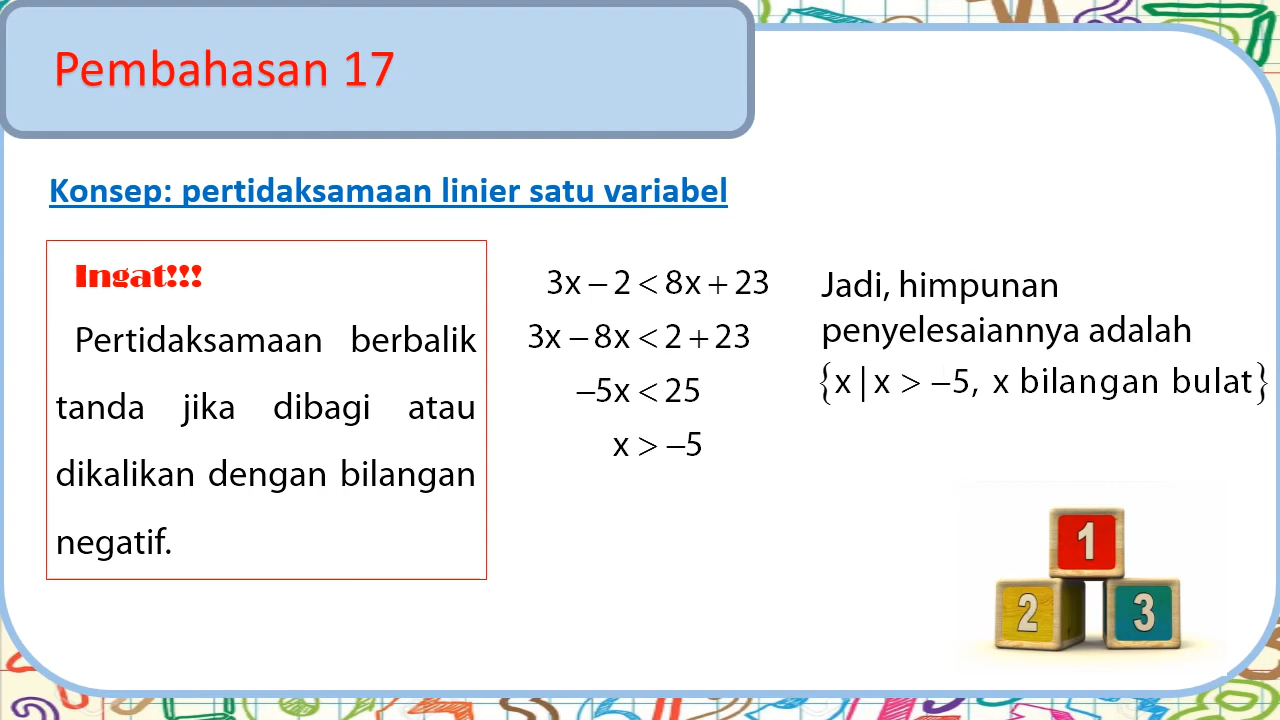 Pembahasan 17
Konsep: pertidaksamaan linier satu variabel
Ingat!!!
Pertidaksamaan berbalik
tanda jika dibagi atau
dikalikan dengan bilangan
negatif.
3x − 2 < 8x + 23
3x − 8x < 2 + 23
−5x < 25
x > −5
Jadi, himpunan
penyelesaiannya adalah
{x | x > −5, x bilangan bulat}
1
2
3